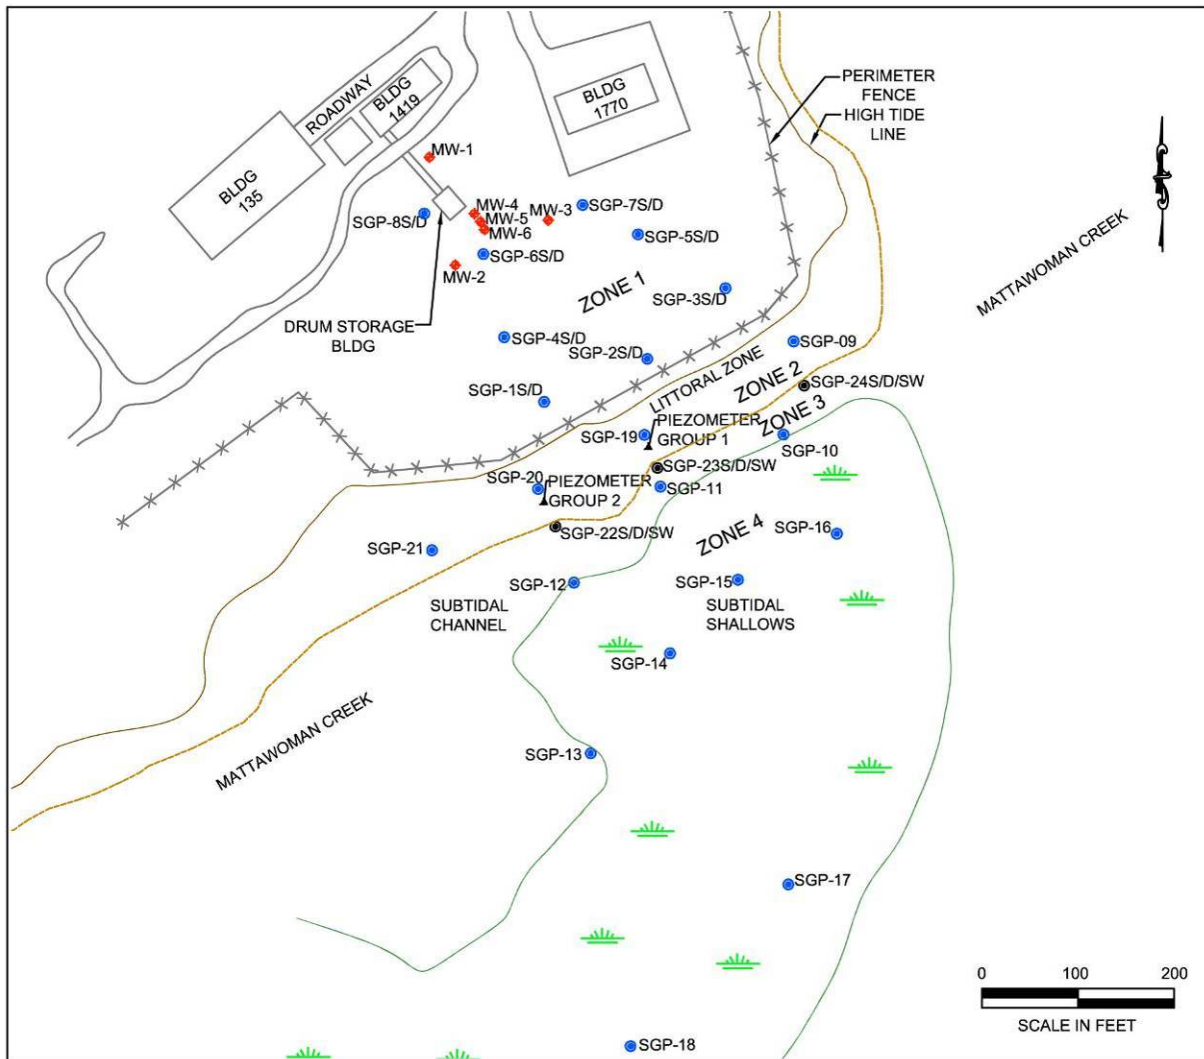 PERIMETER
FENCE
HIGH TIDE
LINE
ROADWAY
BLDG
1419
BLDG
1770
BLDG
135
MW-1
MW-4
MW-5
MW-6
MW-3
MW-2
SGP-8S/D
SGP-7S/D
SGP-5S/D
SGP-6S/D
SGP-3S/D
ZONE 1
MATTAWOMAN CREEK
DRUM STORAGE
BLDG
SGP-4S/D
SGP-2S/D
SGP-1S/D
SGP-09
LITTORAL ZONE
ZONE 2
SGP-24S/D/SW
ZONE 3
SGP-19
PIEZOMETER
GROUP 1
SGP-10
SGP-23S/D/SW
SGP-20
PIEZOMETER
GROUP 2
SGP-11
SGP-22S/D/SW
ZONE 4
SGP-16
SGP-21
SGP-12
SGP-15
SUBTIDAL
CHANNEL
SUBTIDAL
SHALLOWS
SGP-14
MATTAWOMAN CREEK
SGP-13
SGP-17
SGP-18
0 100 200
SCALE IN FEET